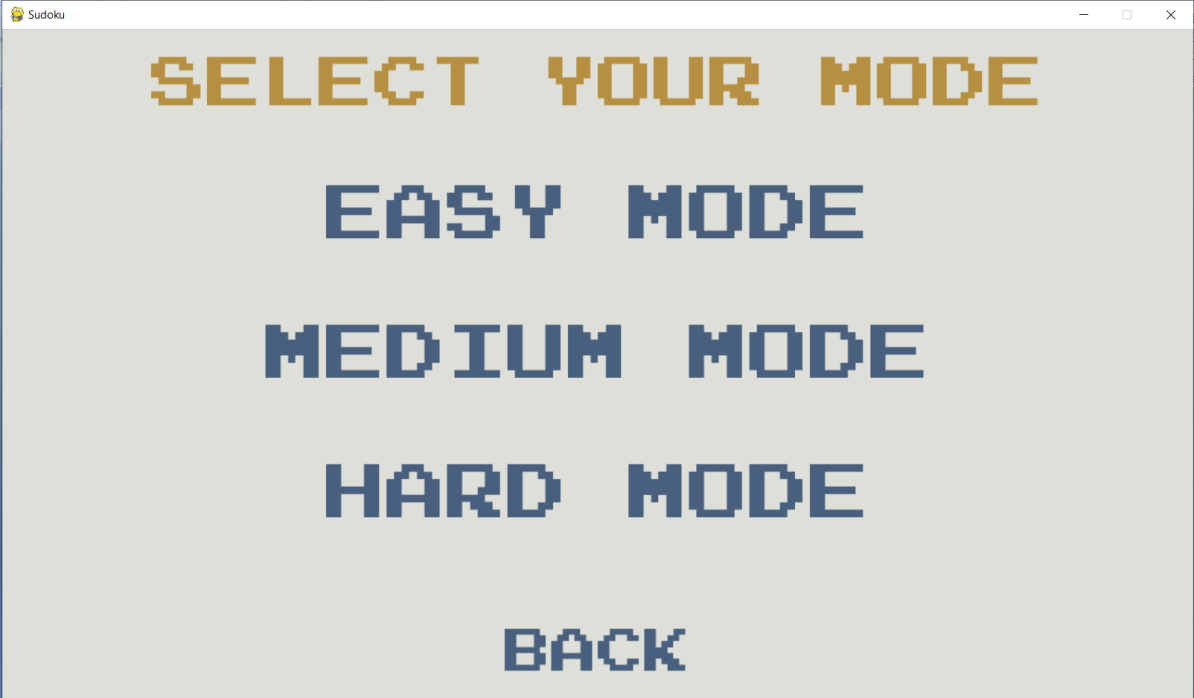 Sudoku
SELECT YOUR MODE
EASY MODE
MEDIUM MODE
HARD MODE
BACK